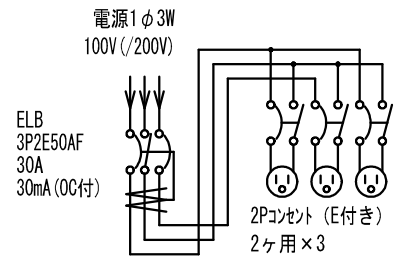 電源1φ3W
100V(/200V)
ELB
3P2E50AF
30A
30mA(OC付)
2Pコンセント (E付き)
2ヶ用×3